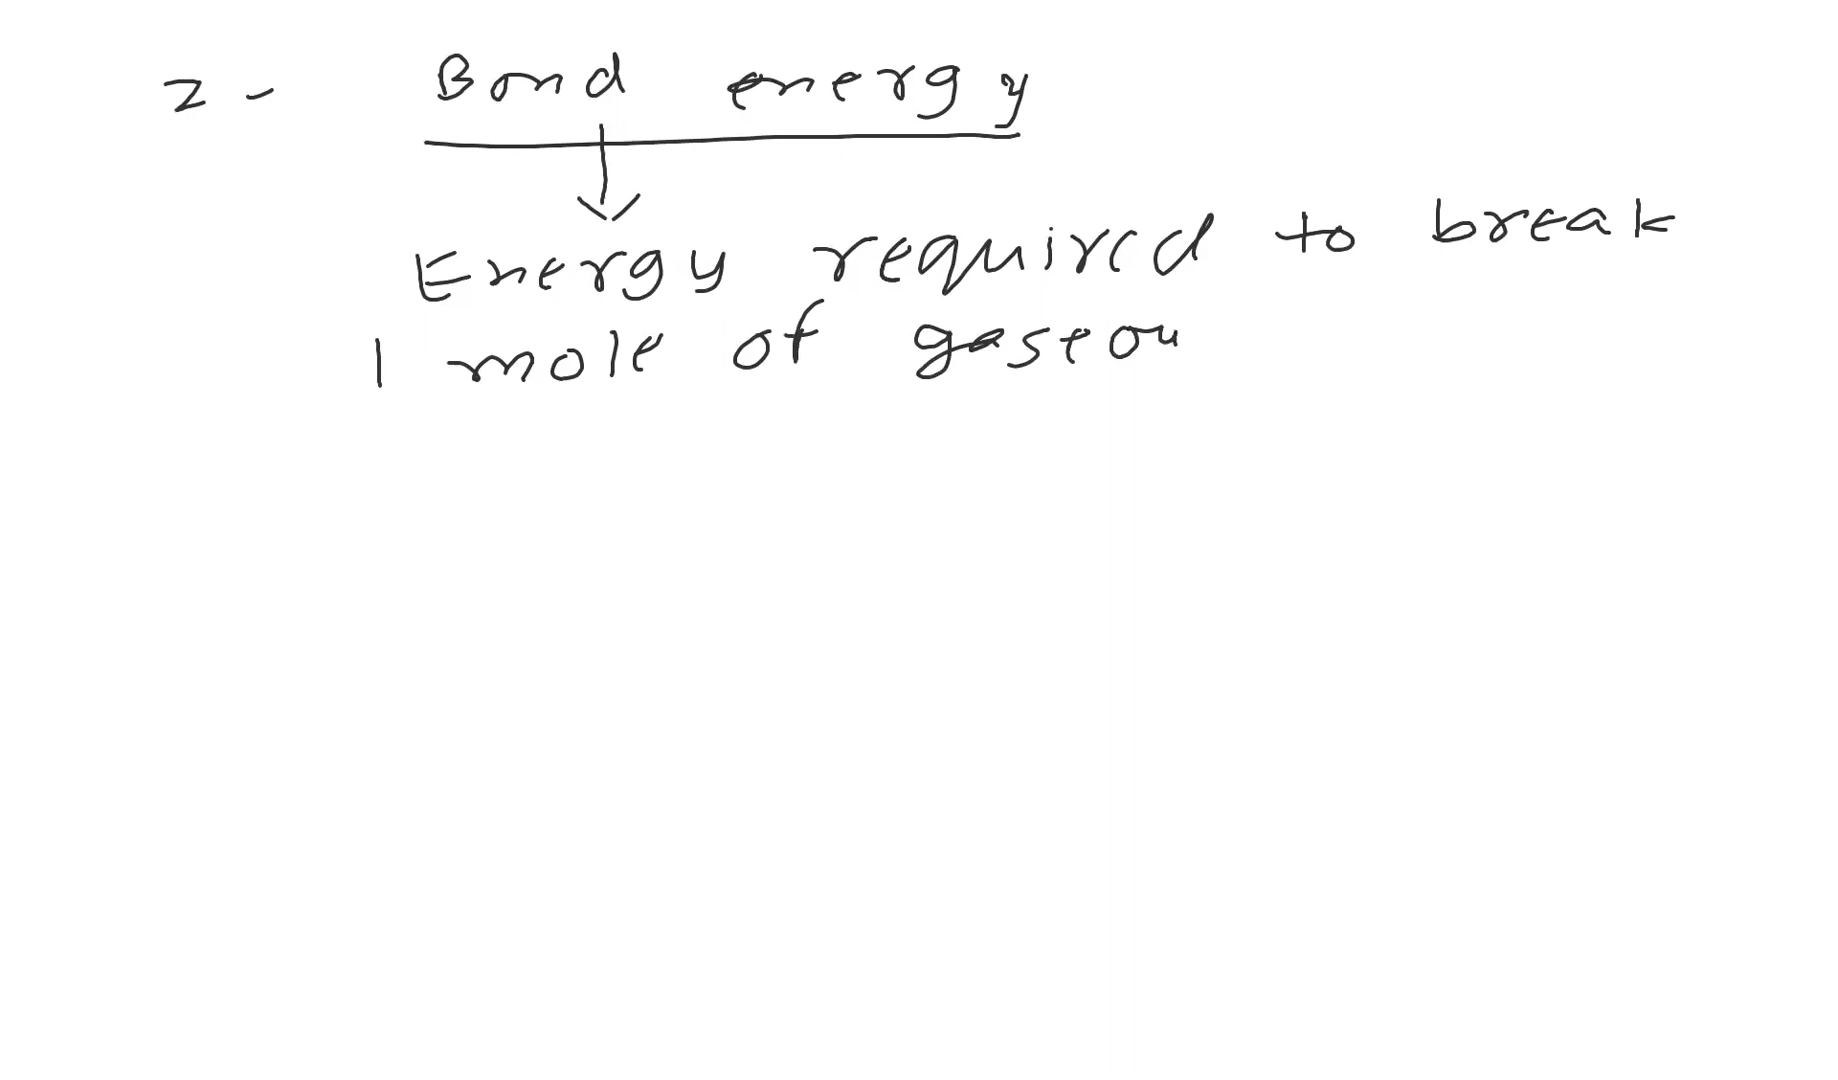 2- Bond energy
Energy required to break
1 mole of gaseou